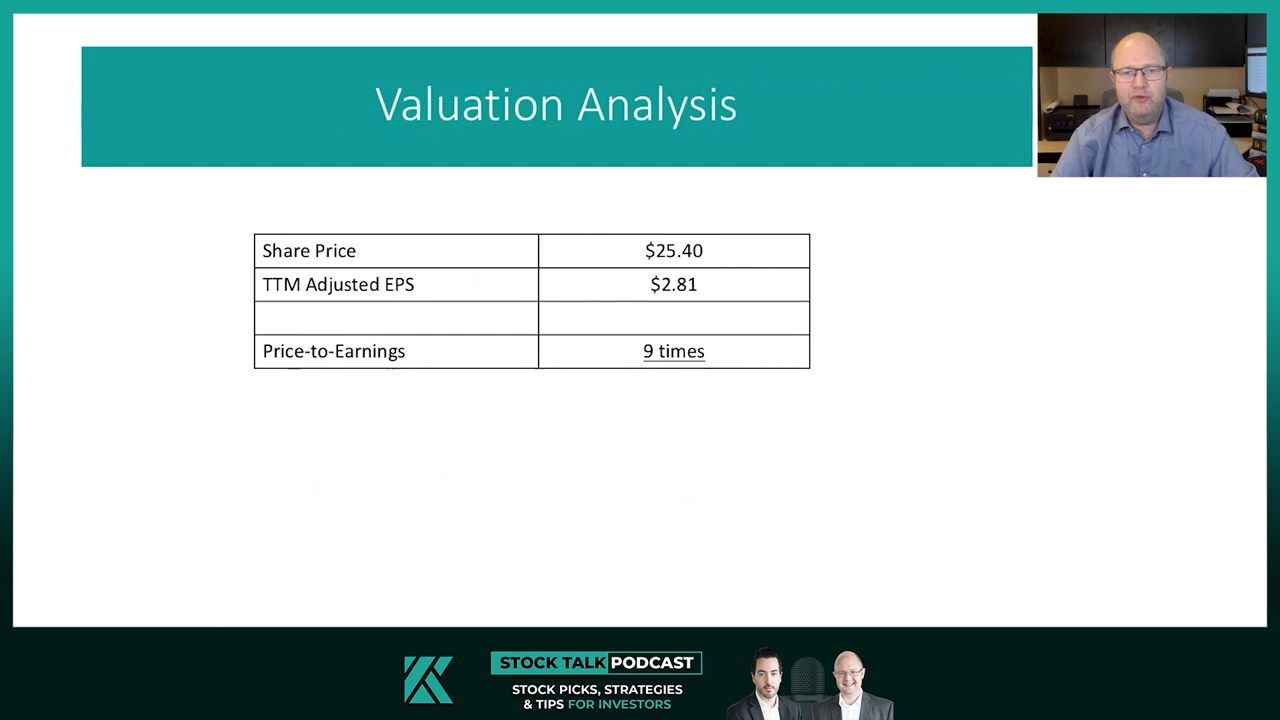 Valuation Analysis
Share Price $25.40
TTM Adjusted EPS $2.81
Price-to-Earnings 9 times
STOCK TALK PODCAST
STOCK PICKS, STRATEGIES
& TIPS FOR INVESTORS